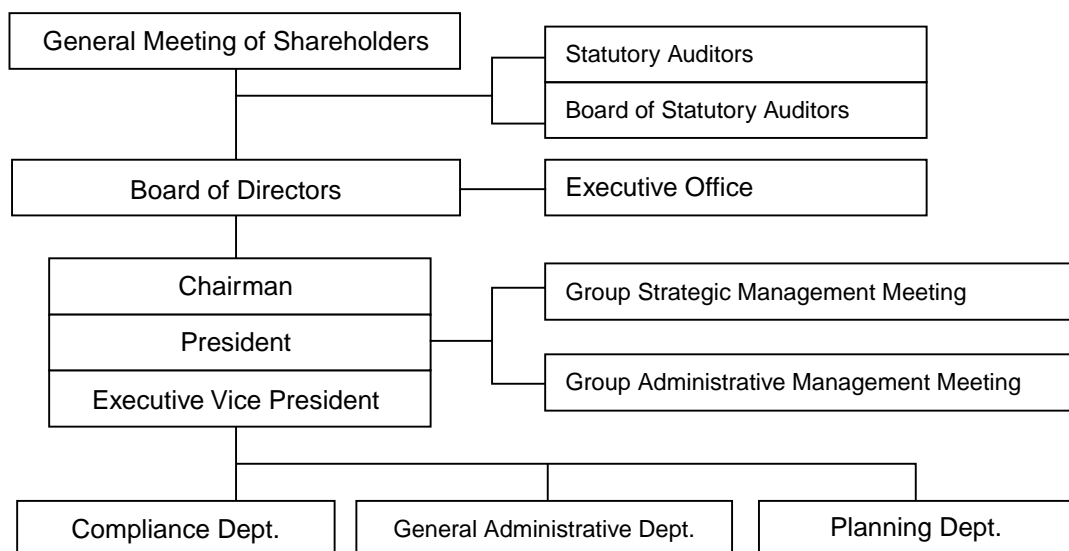 General Meeting of Shareholders
Statutory Auditors
Board of Statutory Auditors
Board of Directors
Executive Office
Chairman
President
Executive Vice President
Group Strategic Management Meeting
Group Administrative Management Meeting
Compliance Dept.
General Administrative Dept.
Planning Dept.